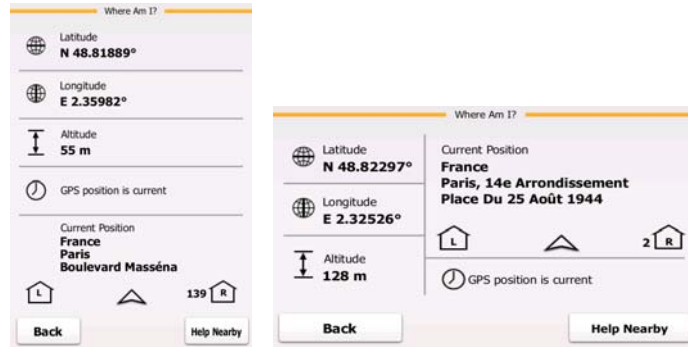 Where Am I?
Latitude
N 48.81889°
Longitude
E 2.35982°
Altitude
55 m
GPS position is current
Current Position
France
Paris
Boulevard Masséna
L
139 R
Back
Help Nearby
Where Am I?
Latitude
N 48.82297°
Longitude
E 2.32526°
Altitude
128 m
Current Position
France
Paris, 14e Arrondissement
Place Du 25 Août 1944
L
2 R
GPS position is current
Back
Help Nearby